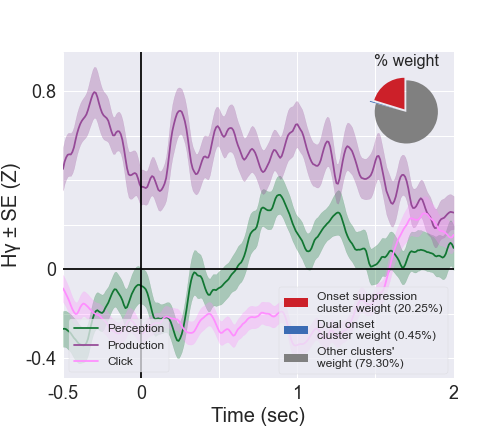 % weight
Hγ ± SE (Z)
0.8
0
-0.4
Perception
Production
Click
Onset suppression
cluster weight (20.25%)
Dual onset
cluster weight (0.45%)
Other clusters'
weight (79.30%)
-0.5
0
1
2
Time (sec)